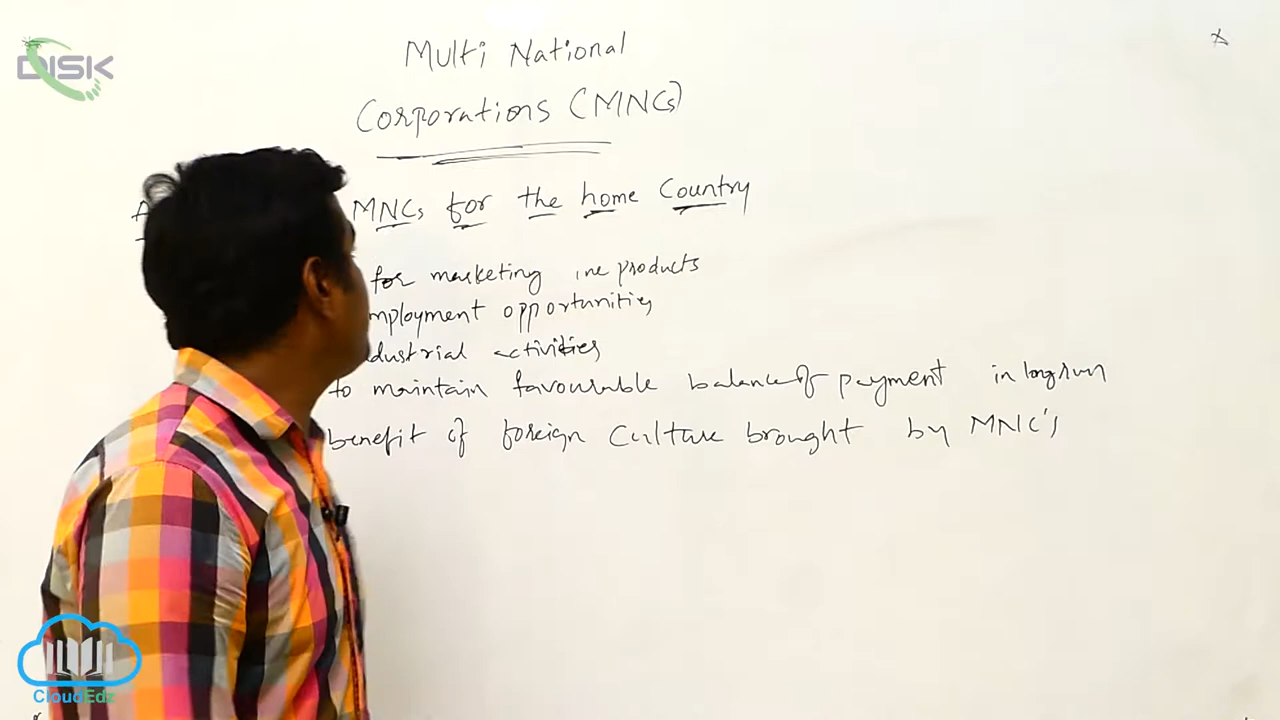 DISK
Multi National
Corporations (MNCs)
MNCs for the home Country
for marketing the products
mployment opportunities
dustrial activities
to maintain favourable balance of payment in long run
benefit of foreign Culture brought by MNC's
CloudEdz